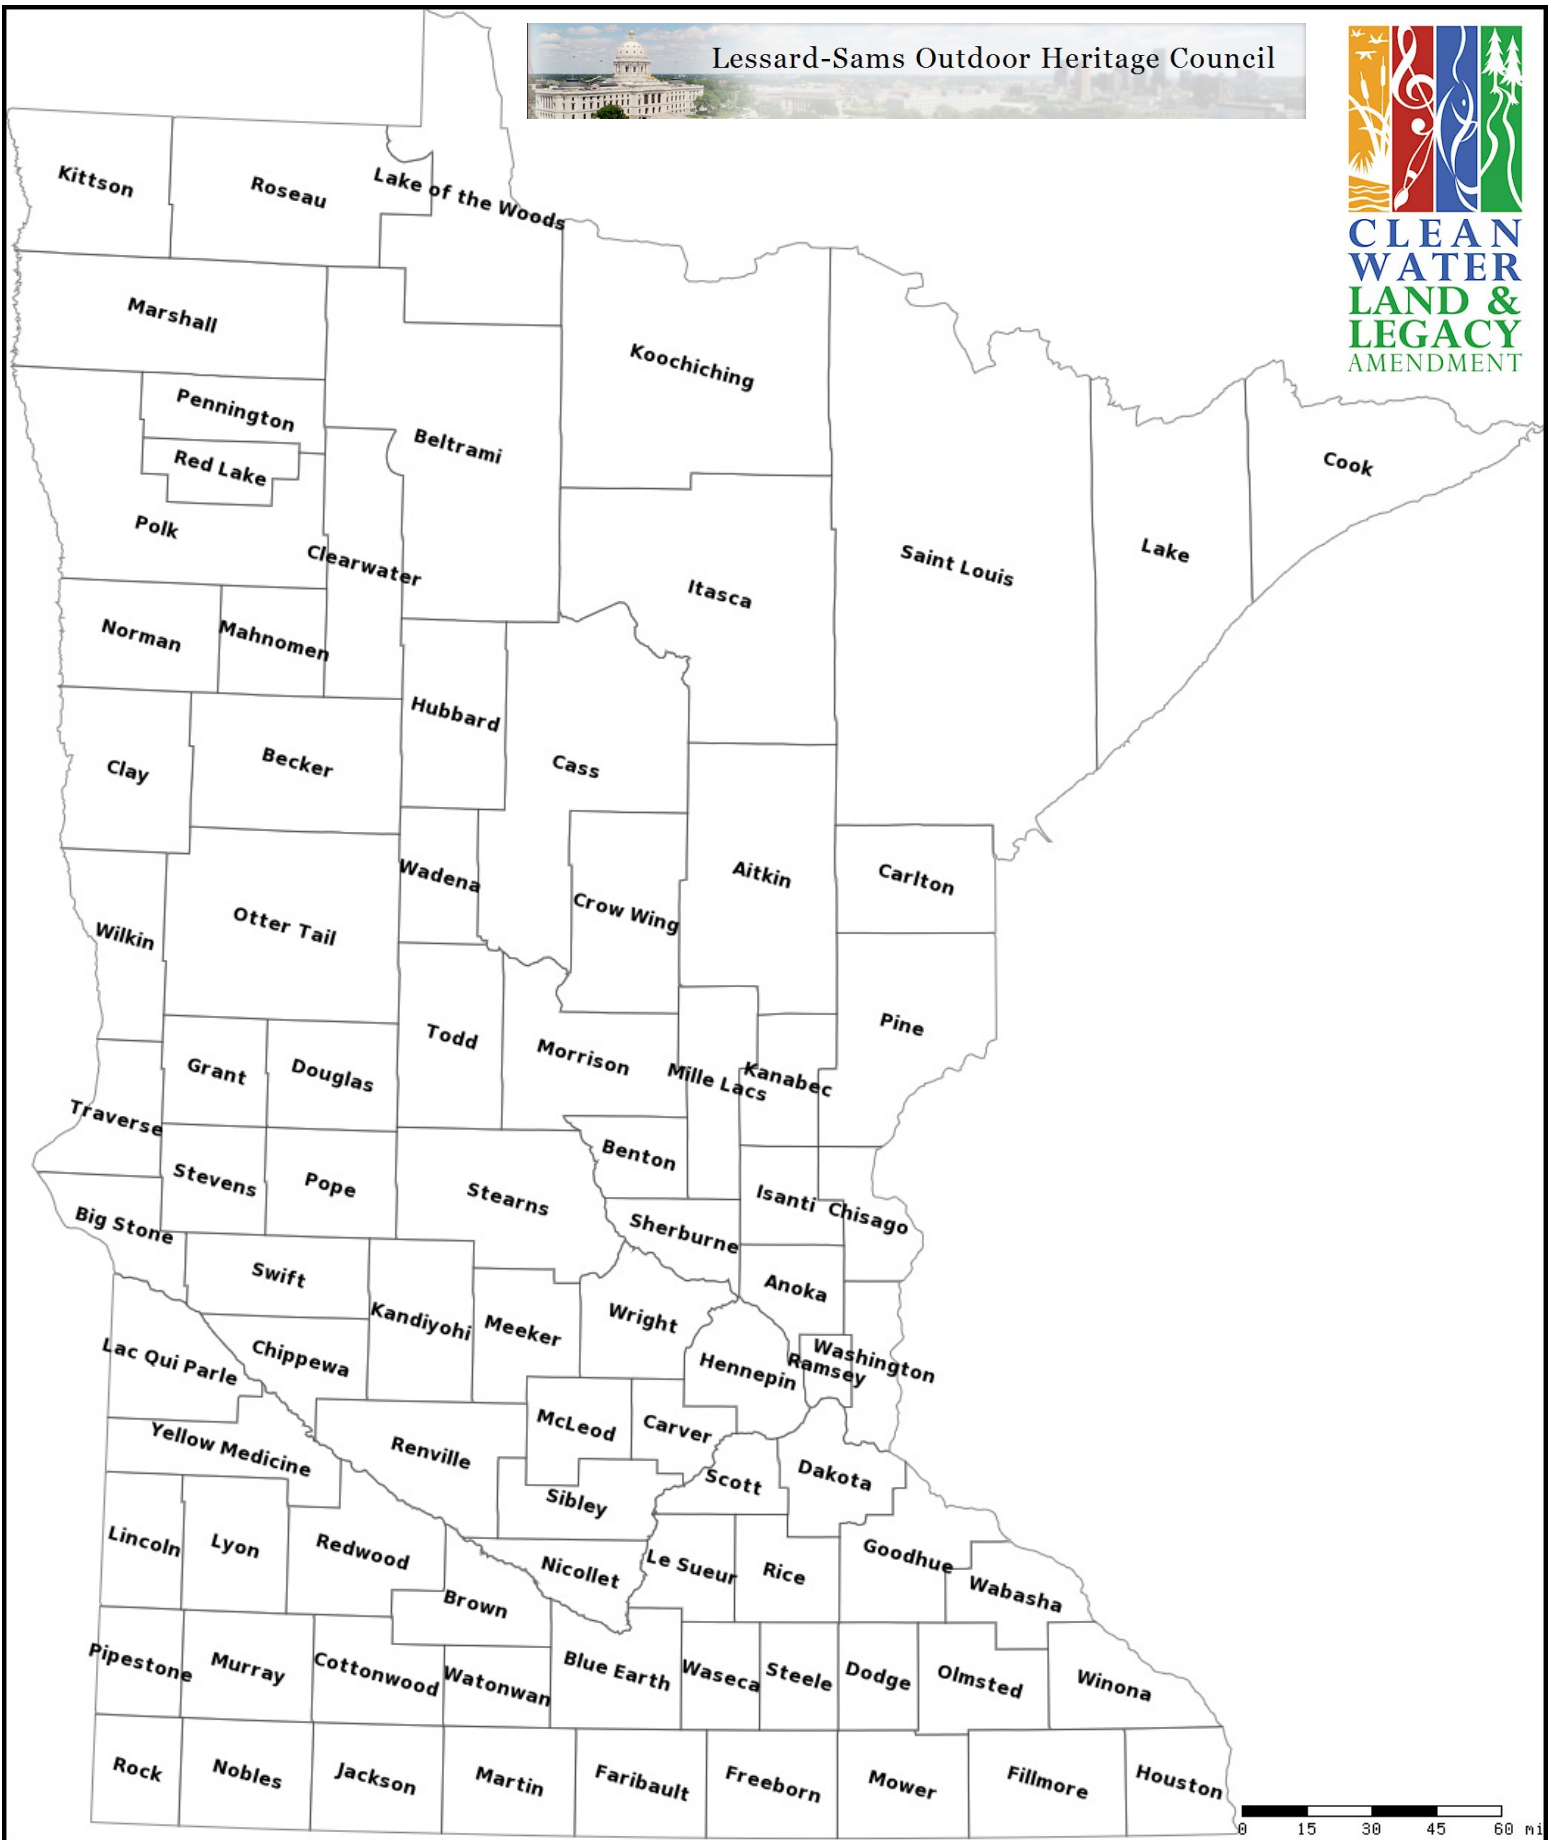 Lessard-Sams Outdoor Heritage Council
CLEAN
WATER
LAND &
LEGACY
AMENDMENT
Kittson
Roseau
Lake of the Woods
Marshall
Koochiching
Pennington
Beltrami
Red Lake
Cook
Polk
Clearwater
Saint Louis
Lake
Itasca
Norman
Mahnomen
Hubbard
Cass
Clay
Becker
Wadena
Aitkin
Carlton
Crow Wing
Otter Tail
Wilkin
Pine
Todd
Morrison
Grant
Douglas
Mille Lacs
Kanabec
Traverse
Benton
Stevens
Pope
Stearns
Isanti
Chisago
Big Stone
Sherburne
Swift
Anoka
Kandiyohi
Meeker
Wright
Lac Qui Parle
Chippewa
Hennepin
Ramsey
Washington
McLeod
Carver
Yellow Medicine
Renville
Scott
Dakota
Sibley
Lincoln
Lyon
Redwood
Nicollet
Le Sueur
Rice
Goodhue
Wabasha
Brown
Pipestone
Murray
Cottonwood
Watonwan
Blue Earth
Waseca
Steele
Dodge
Olmsted
Winona
Rock
Nobles
Jackson
Martin
Faribault
Freeborn
Mower
Fillmore
Houston
0 15 30 45 60 mi